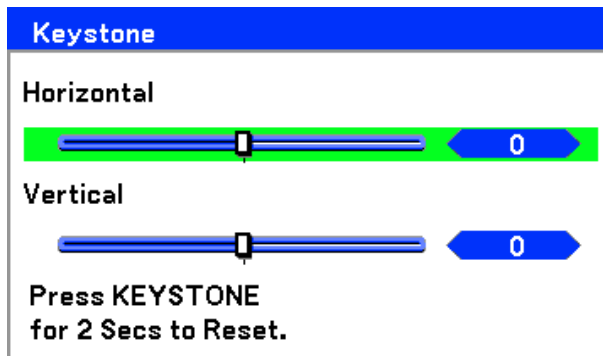 Keystone
Horizontal
0
Vertical
0
Press KEYSTONE
for 2 Secs to Reset.